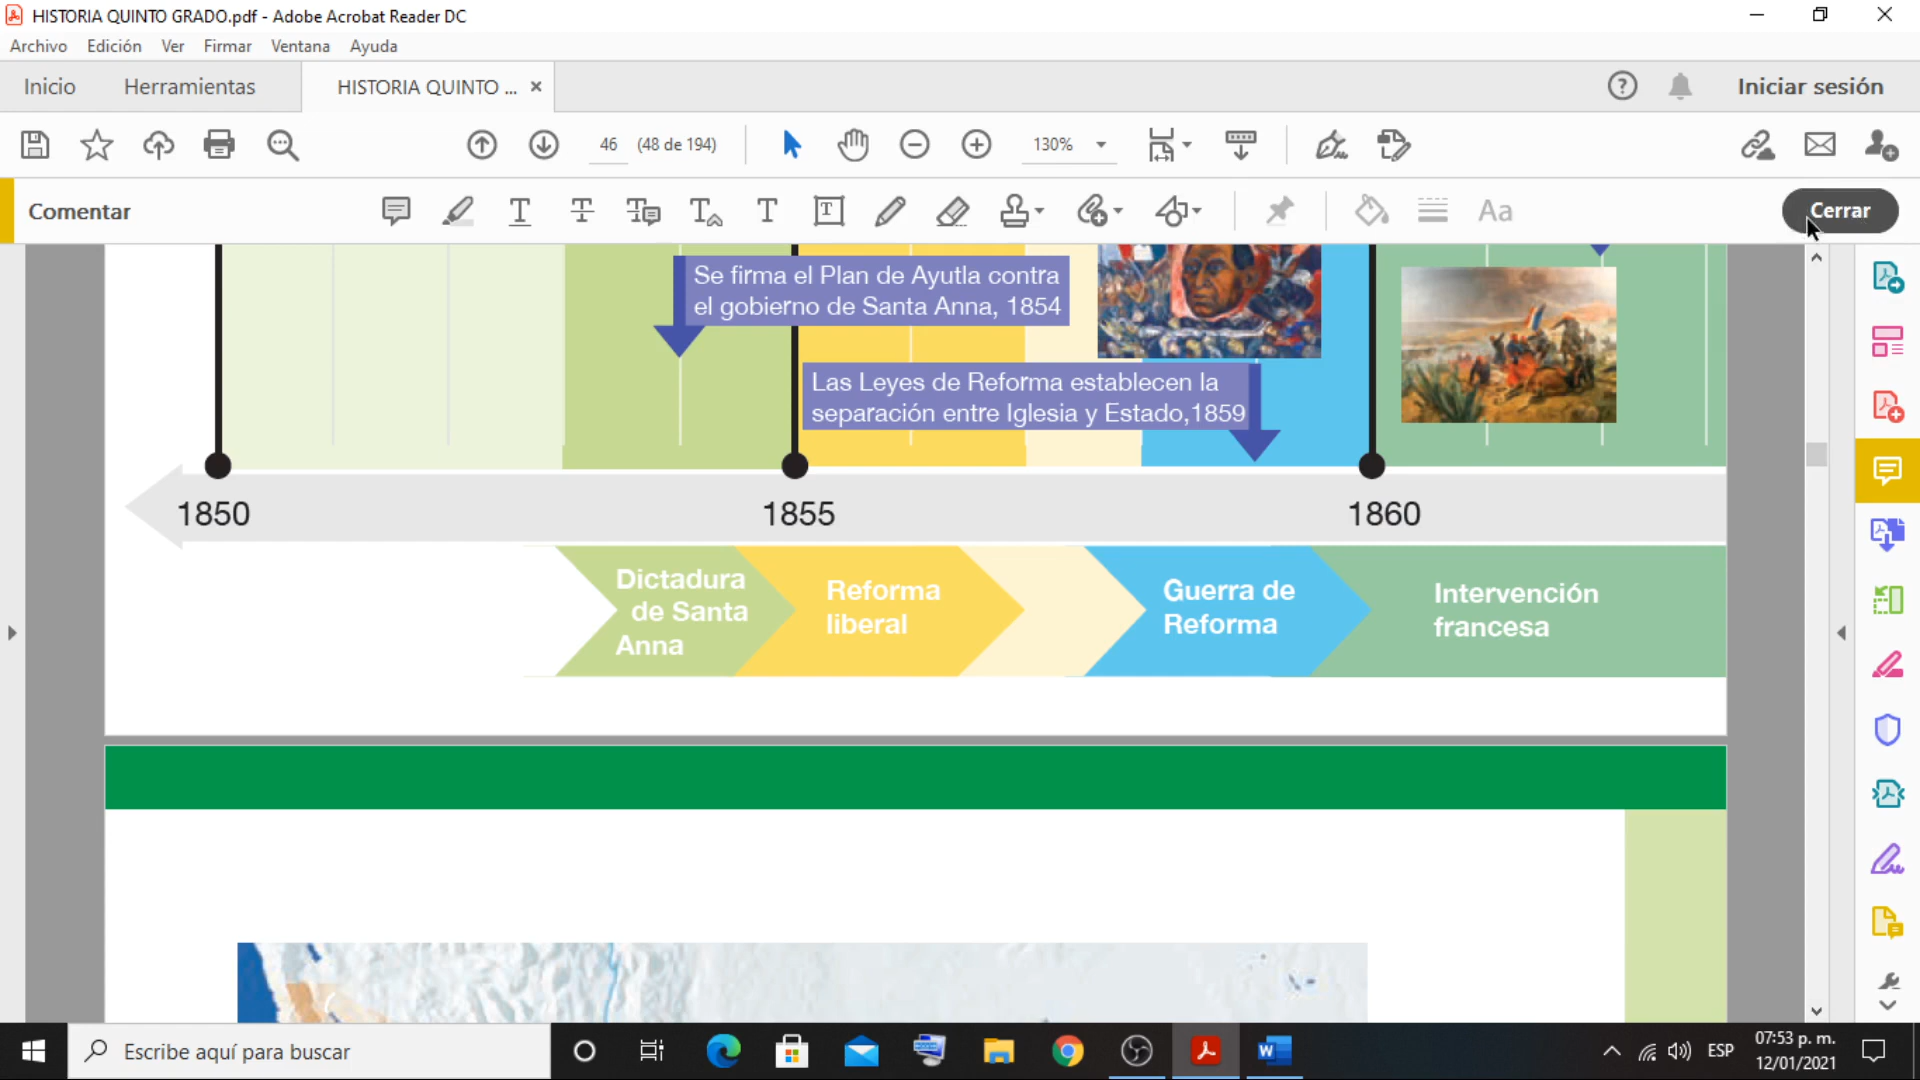 HISTORIA QUINTO GRADO.pdf - Adobe Acrobat Reader DC
Archivo Edición Ver Firmar Ventana Ayuda
Inicio Herramientas HISTORIA QUINTO ... × Iniciar sesión
46 (48 de 194) 130%
Comentar Aa Cerrar
Se firma el Plan de Ayutla contra
el gobierno de Santa Anna, 1854
Las Leyes de Reforma establecen la
separación entre Iglesia y Estado,1859
1850 1855 1860
Dictadura
de Santa
Anna
Reforma
liberal
Guerra de
Reforma
Intervención
francesa
Escribe aquí para buscar
ESP
07:53 p. m.
12/01/2021